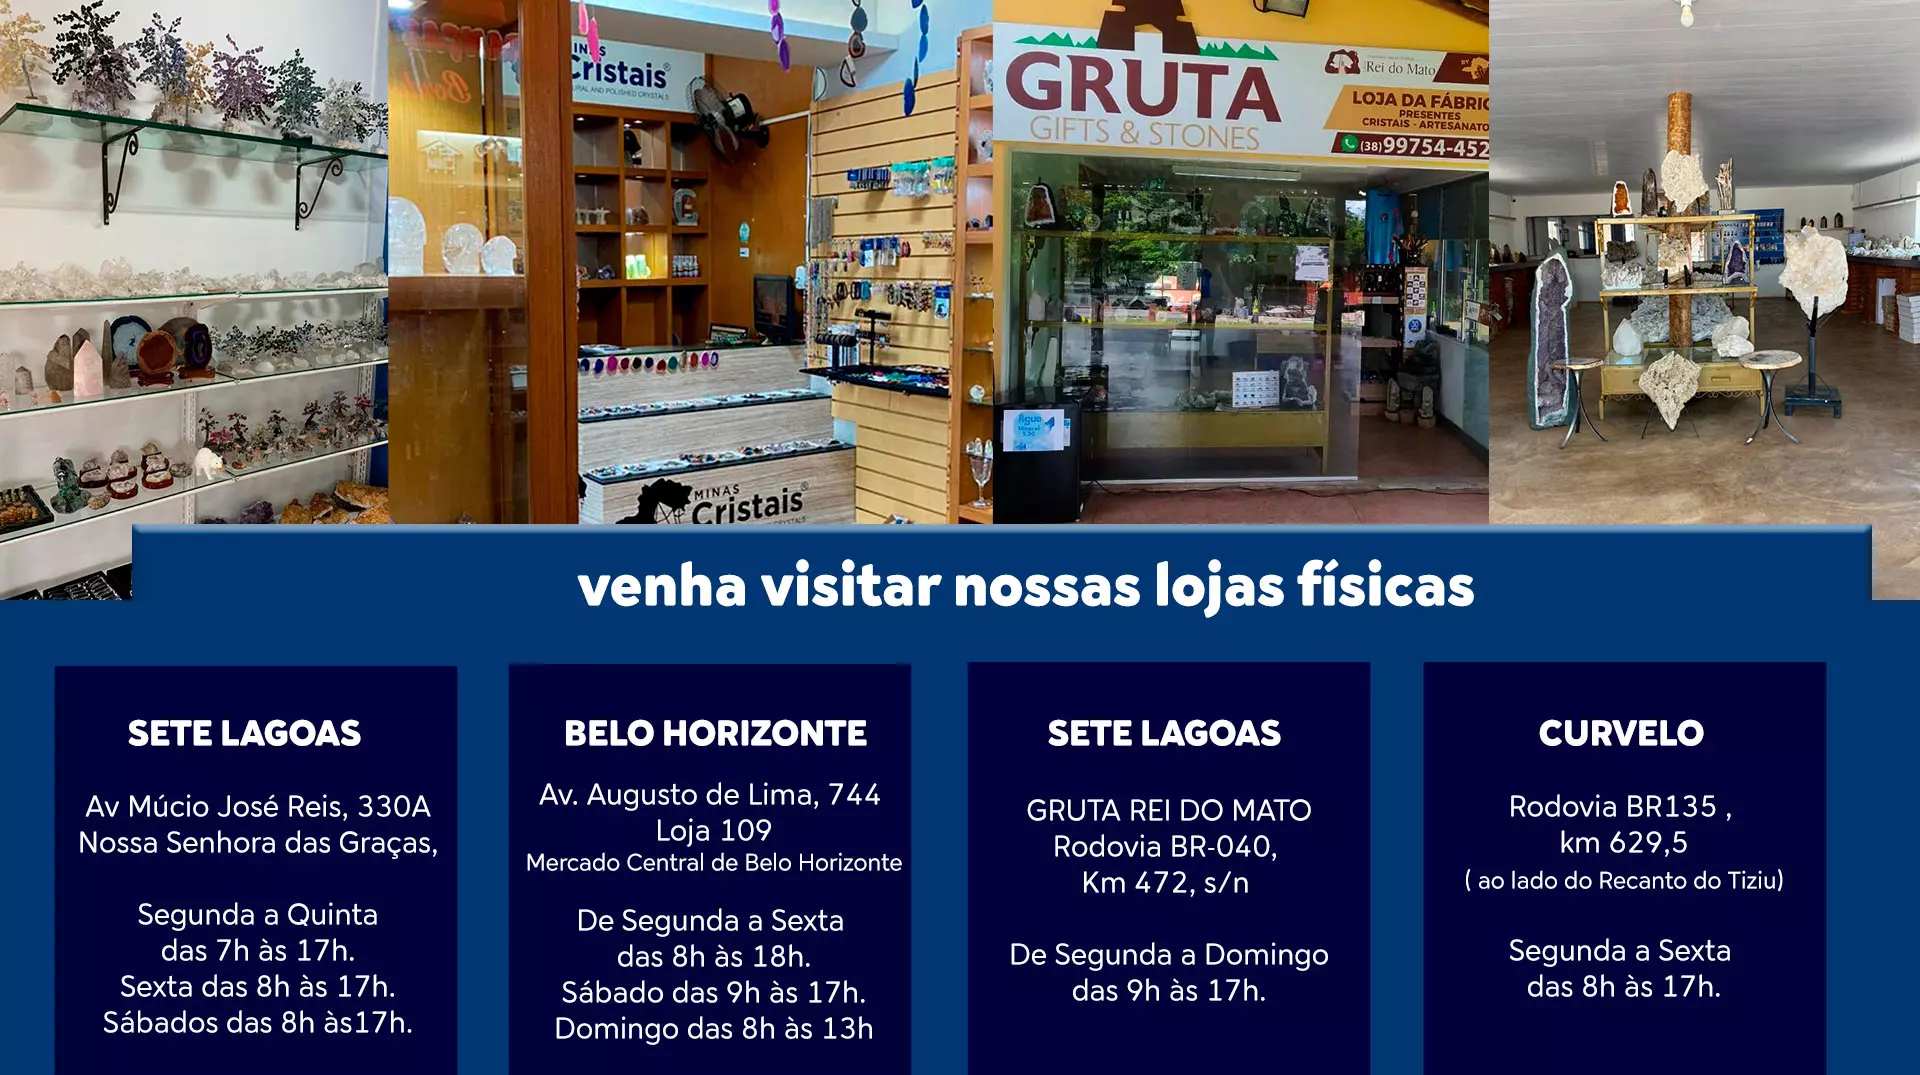 Cristais®
URAL AND POLISHED CRYSTALS
GRUTA
GIFTS & STONES
Rei do Mato
LOJA DA FÁBRIC
PRESENTES
CRISTAIS - ARTESANATO
(38)99754-452
Água
Mineral
MINAS
Cristais®
venha visitar nossas lojas físicas
SETE LAGOAS
Av Múcio José Reis, 330A
Nossa Senhora das Graças,
Segunda a Quinta
das 7h às 17h.
Sexta das 8h às 17h.
Sábados das 8h às17h.
BELO HORIZONTE
Av. Augusto de Lima, 744
Loja 109
Mercado Central de Belo Horizonte
De Segunda a Sexta
das 8h às 18h.
Sábado das 9h às 17h.
Domingo das 8h às 13h
SETE LAGOAS
GRUTA REI DO MATO
Rodovia BR-040,
Km 472, s/n
De Segunda a Domingo
das 9h às 17h.
CURVELO
Rodovia BR135 ,
km 629,5
( ao lado do Recanto do Tiziu)
Segunda a Sexta
das 8h às 17h.